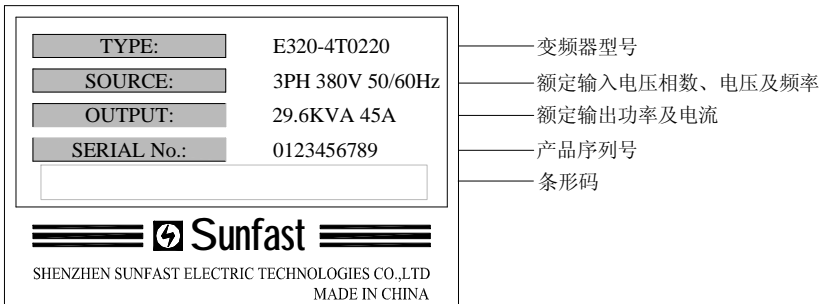 TYPE: E320-4T0220 变频器型号
SOURCE: 3PH 380V 50/60Hz 额定输入电压相数、电压及频率
OUTPUT: 29.6KVA 45A 额定输出功率及电流
SERIAL No.: 0123456789 产品序列号
条形码
Sunfast
SHENZHEN SUNFAST ELECTRIC TECHNOLOGIES CO.,LTD
MADE IN CHINA